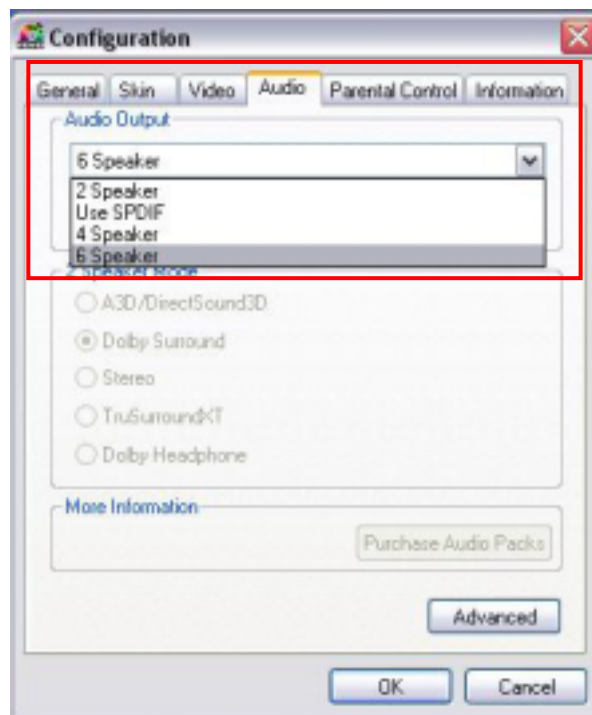 Configuration
General Skin Video Audio Parental Control Information
Audio Output
6 Speaker
2 Speaker
Use SPDIF
4 Speaker
6 Speaker
2 Speaker Mode
A3D/DirectSound3D
Dolby Surround
Stereo
TruSurroundXT
Dolby Headphone
More Information
Purchase Audio Packs
Advanced
OK Cancel